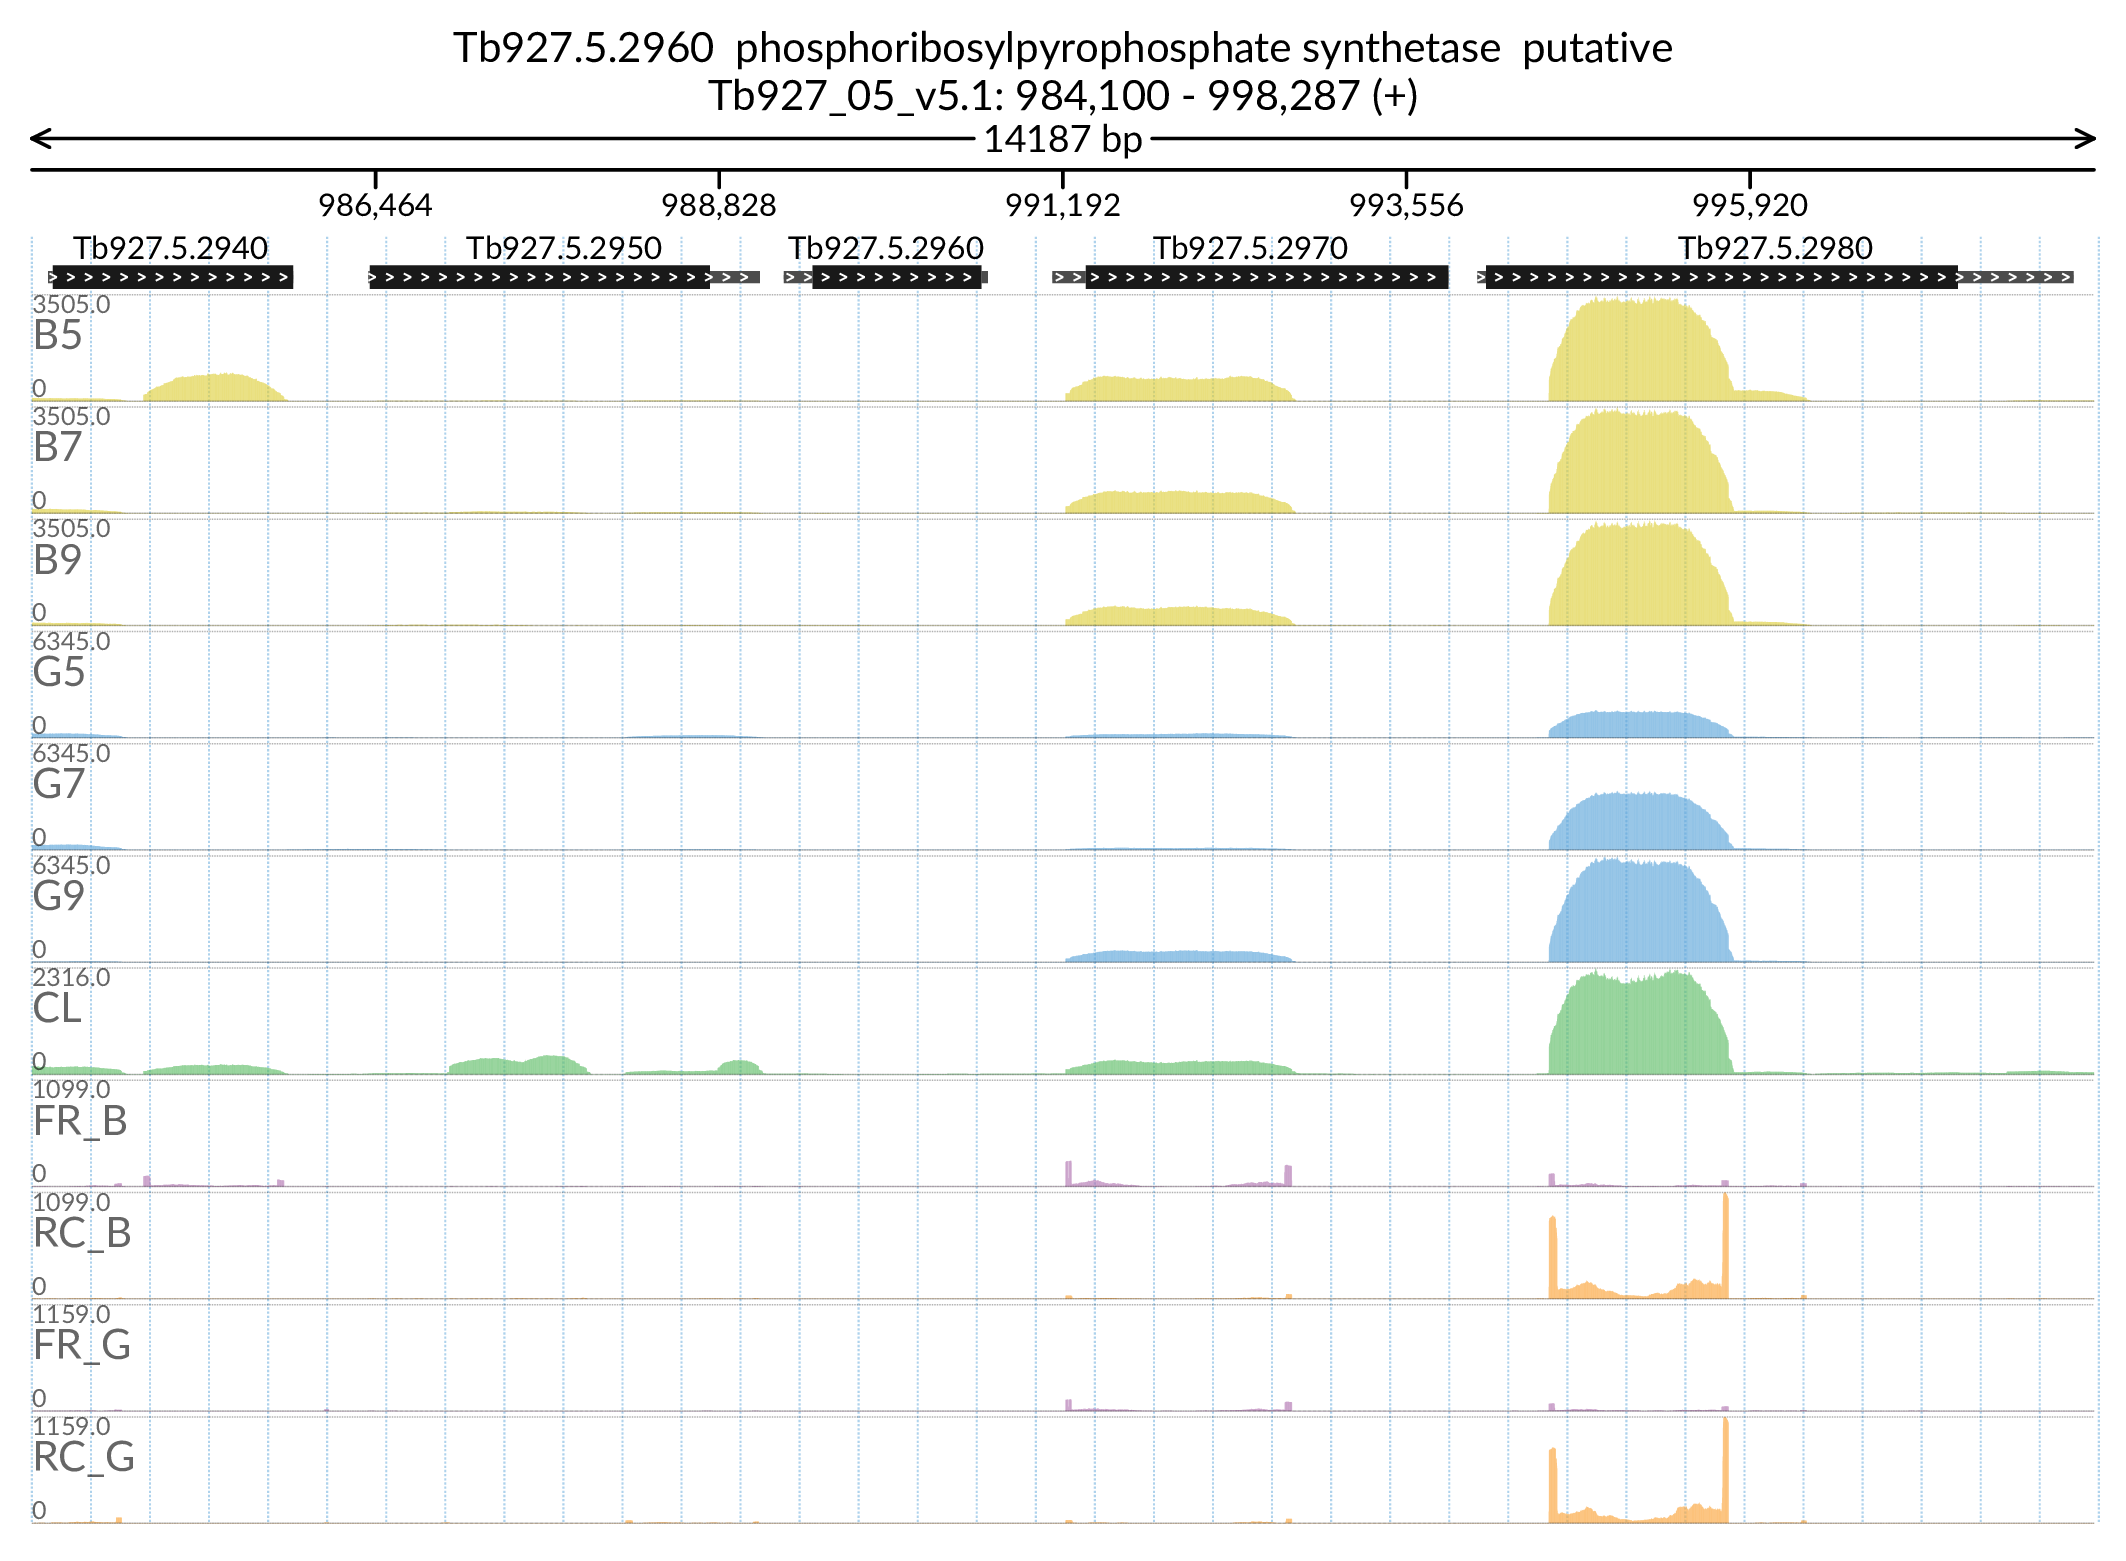 Tb927.5.2960  phosphoribosylpyrophosphate synthetase  putative
Tb927_05_v5.1: 984,100 - 998,287 (+)
14187 bp
986,464 988,828 991,192 993,556 995,920
Tb927.5.2940 Tb927.5.2950 Tb927.5.2960 Tb927.5.2970 Tb927.5.2980
3505.0
B5
0
3505.0
B7
0
3505.0
B9
0
6345.0
G5
0
6345.0
G7
0
6345.0
G9
0
2316.0
CL
0
1099.0
FR_B
0
1099.0
RC_B
0
1159.0
FR_G
0
1159.0
RC_G
0